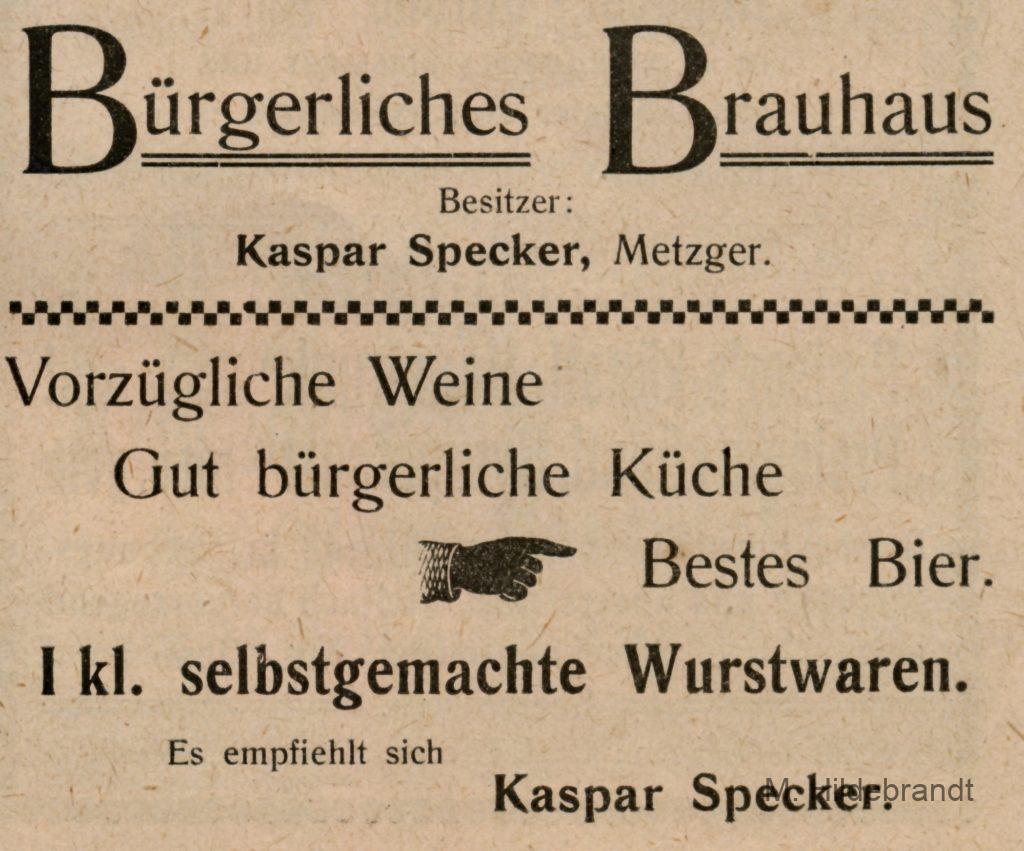 Bürgerliches Brauhaus
Besitzer:
Kaspar Specker, Metzger.
Vorzügliche Weine
Gut bürgerliche Küche
Bestes Bier.
I kl. selbstgemachte Wurstwaren.
Es empfiehlt sich
Kaspar Specker.
M. Hildebrandt